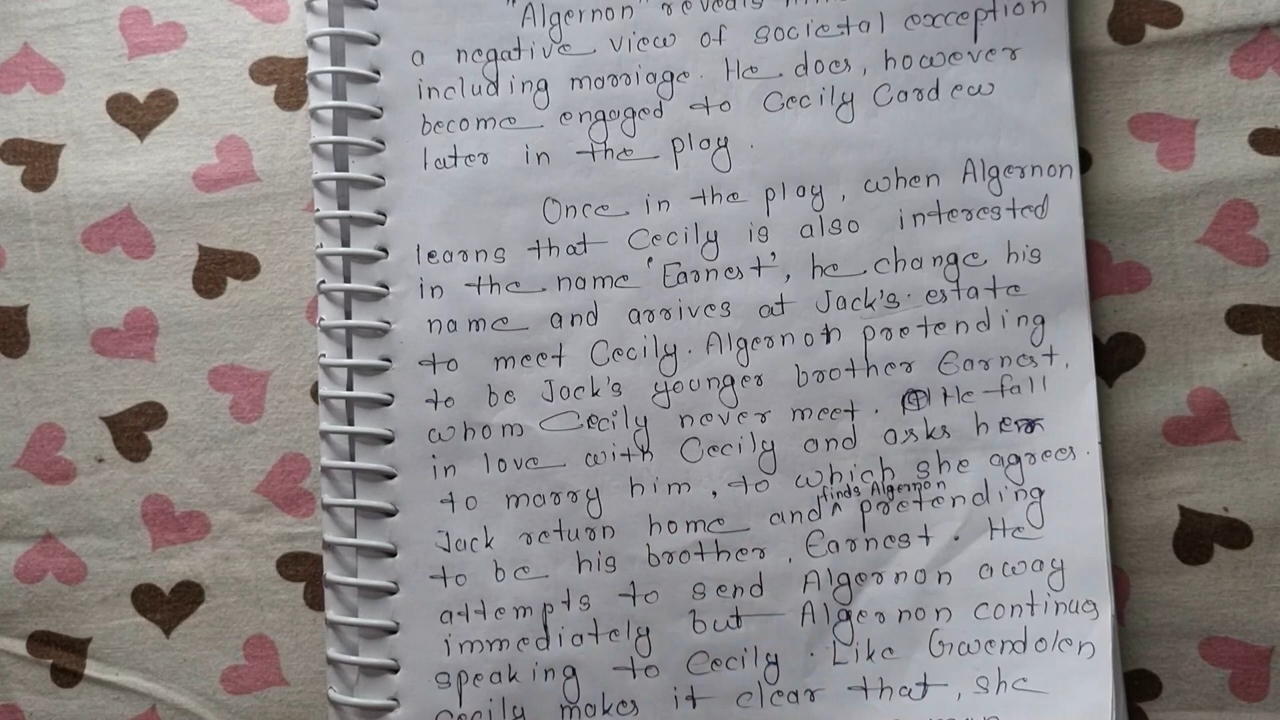 "Algernon" reveals
a negative view of societal exception
including marriage. He does, however
become engaged to Cecily Cardew
later in the play.
Once in the play, when Algernon
learns that Cecily is also interested
in the name 'Earnest', he change his
name and arrives at Jack's estate
to meet Cecily. Algernon pretending
to be Jack's younger brother Earnest,
whom Cecily never meet. He fall
in love with Cecily and asks her
to marry him, to which she agrees.
Jack return home and finds Algernon pretending
to be his brother, Earnest. He
attempts to send Algernon away
immediately but Algernon continues
speaking to Cecily. Like Gwendolen
Cecily makes it clear that, she